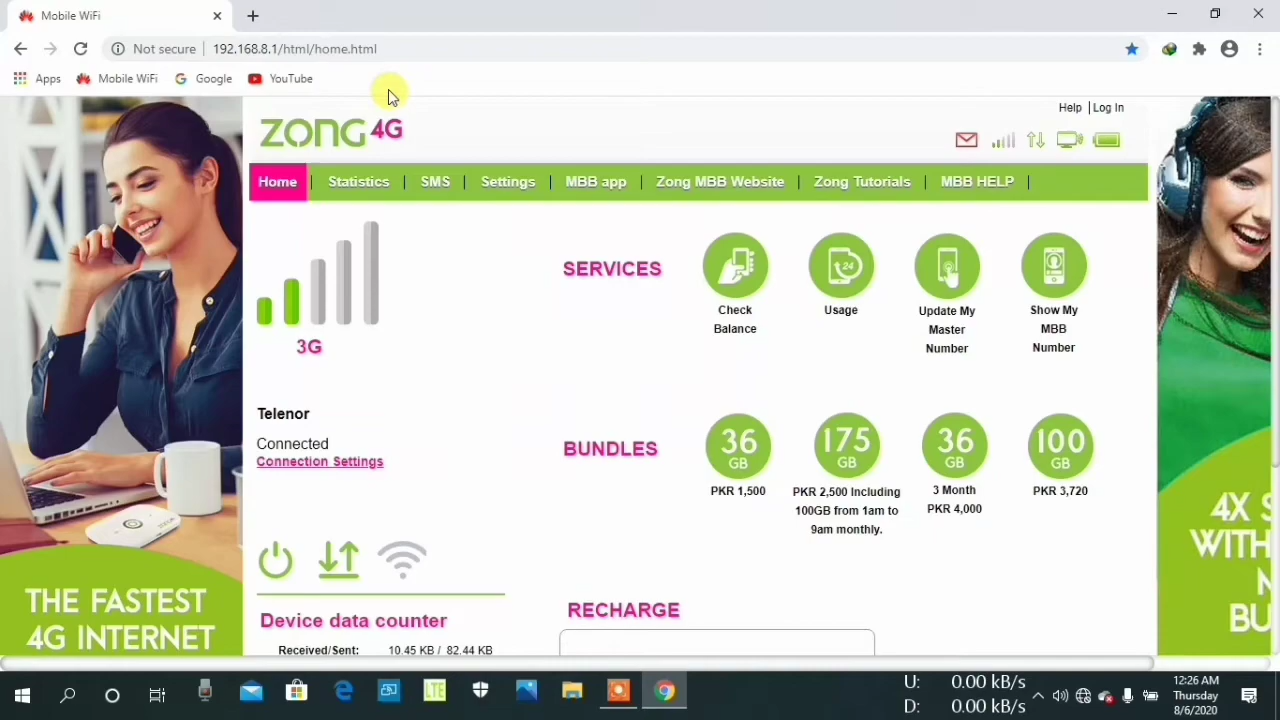 Mobile WiFi
Not secure
192.168.8.1/html/home.html
Apps
Mobile WiFi
Google
YouTube
Help
Log In
ZONG 4G
Home
Statistics
SMS
Settings
MBB app
Zong MBB Website
Zong Tutorials
MBB HELP
3G
Telenor
Connected
Connection Settings
SERVICES
Check
Balance
24
Usage
Update My
Master
Number
Show My
MBB
Number
BUNDLES
36
GB
PKR 1,500
175
GB
PKR 2,500 Including
100GB from 1am to
9am monthly.
36
GB
3 Month
PKR 4,000
100
GB
PKR 3,720
Device data counter
Received/Sent: 10.45 KB / 82.44 KB
RECHARGE
THE FASTEST
4G INTERNET
4X S
WITH
N
BU
LTE
U: 0.00 kB/s
D: 0.00 kB/s
12:26 AM
Thursday
8/6/2020